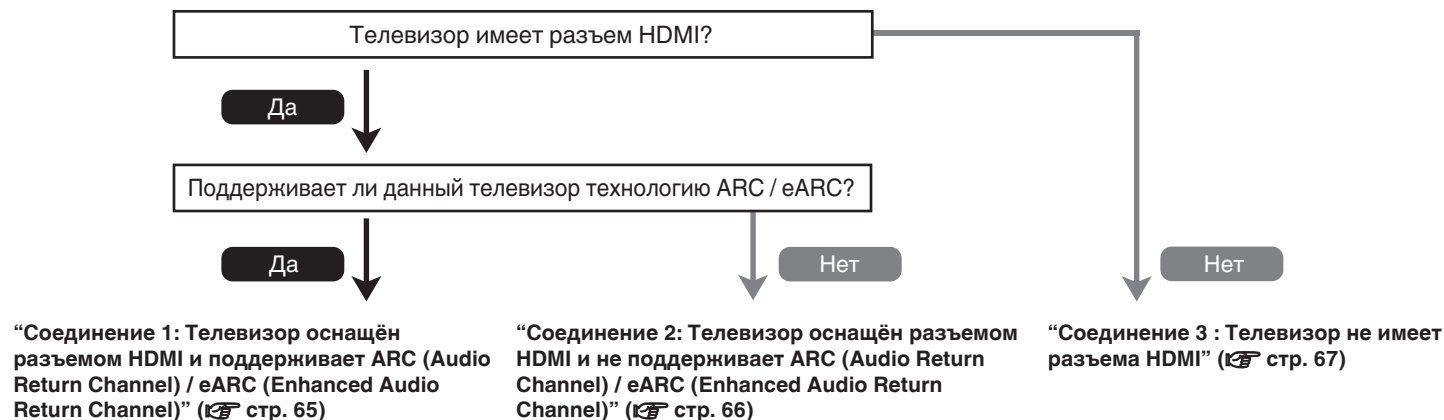 Телевизор имеет разъем HDMI?
Да
Поддерживает ли данный телевизор технологию ARC / eARC?
Да
Нет
Нет
“Соединение 1: Телевизор оснащён
разъемом HDMI и поддерживает ARC (Audio
Return Channel) / eARC (Enhanced Audio
Return Channel)” (☞ стр. 65)
“Соединение 2: Телевизор оснащён разъемом
HDMI и не поддерживает ARC (Audio Return
Channel) / eARC (Enhanced Audio Return
Channel)” (☞ стр. 66)
“Соединение 3 : Телевизор не имеет
разъема HDMI” (☞ стр. 67)